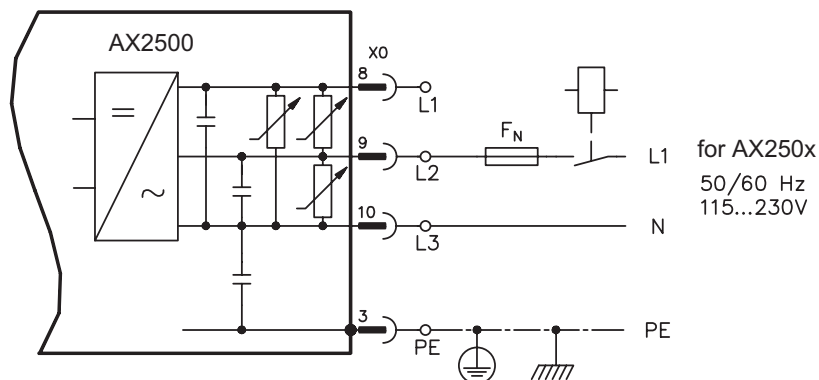 AX2500
X0
8
L1
9
L2
F_N
L1
for AX250x
50/60 Hz
115...230V
10
L3
N
3
PE
PE